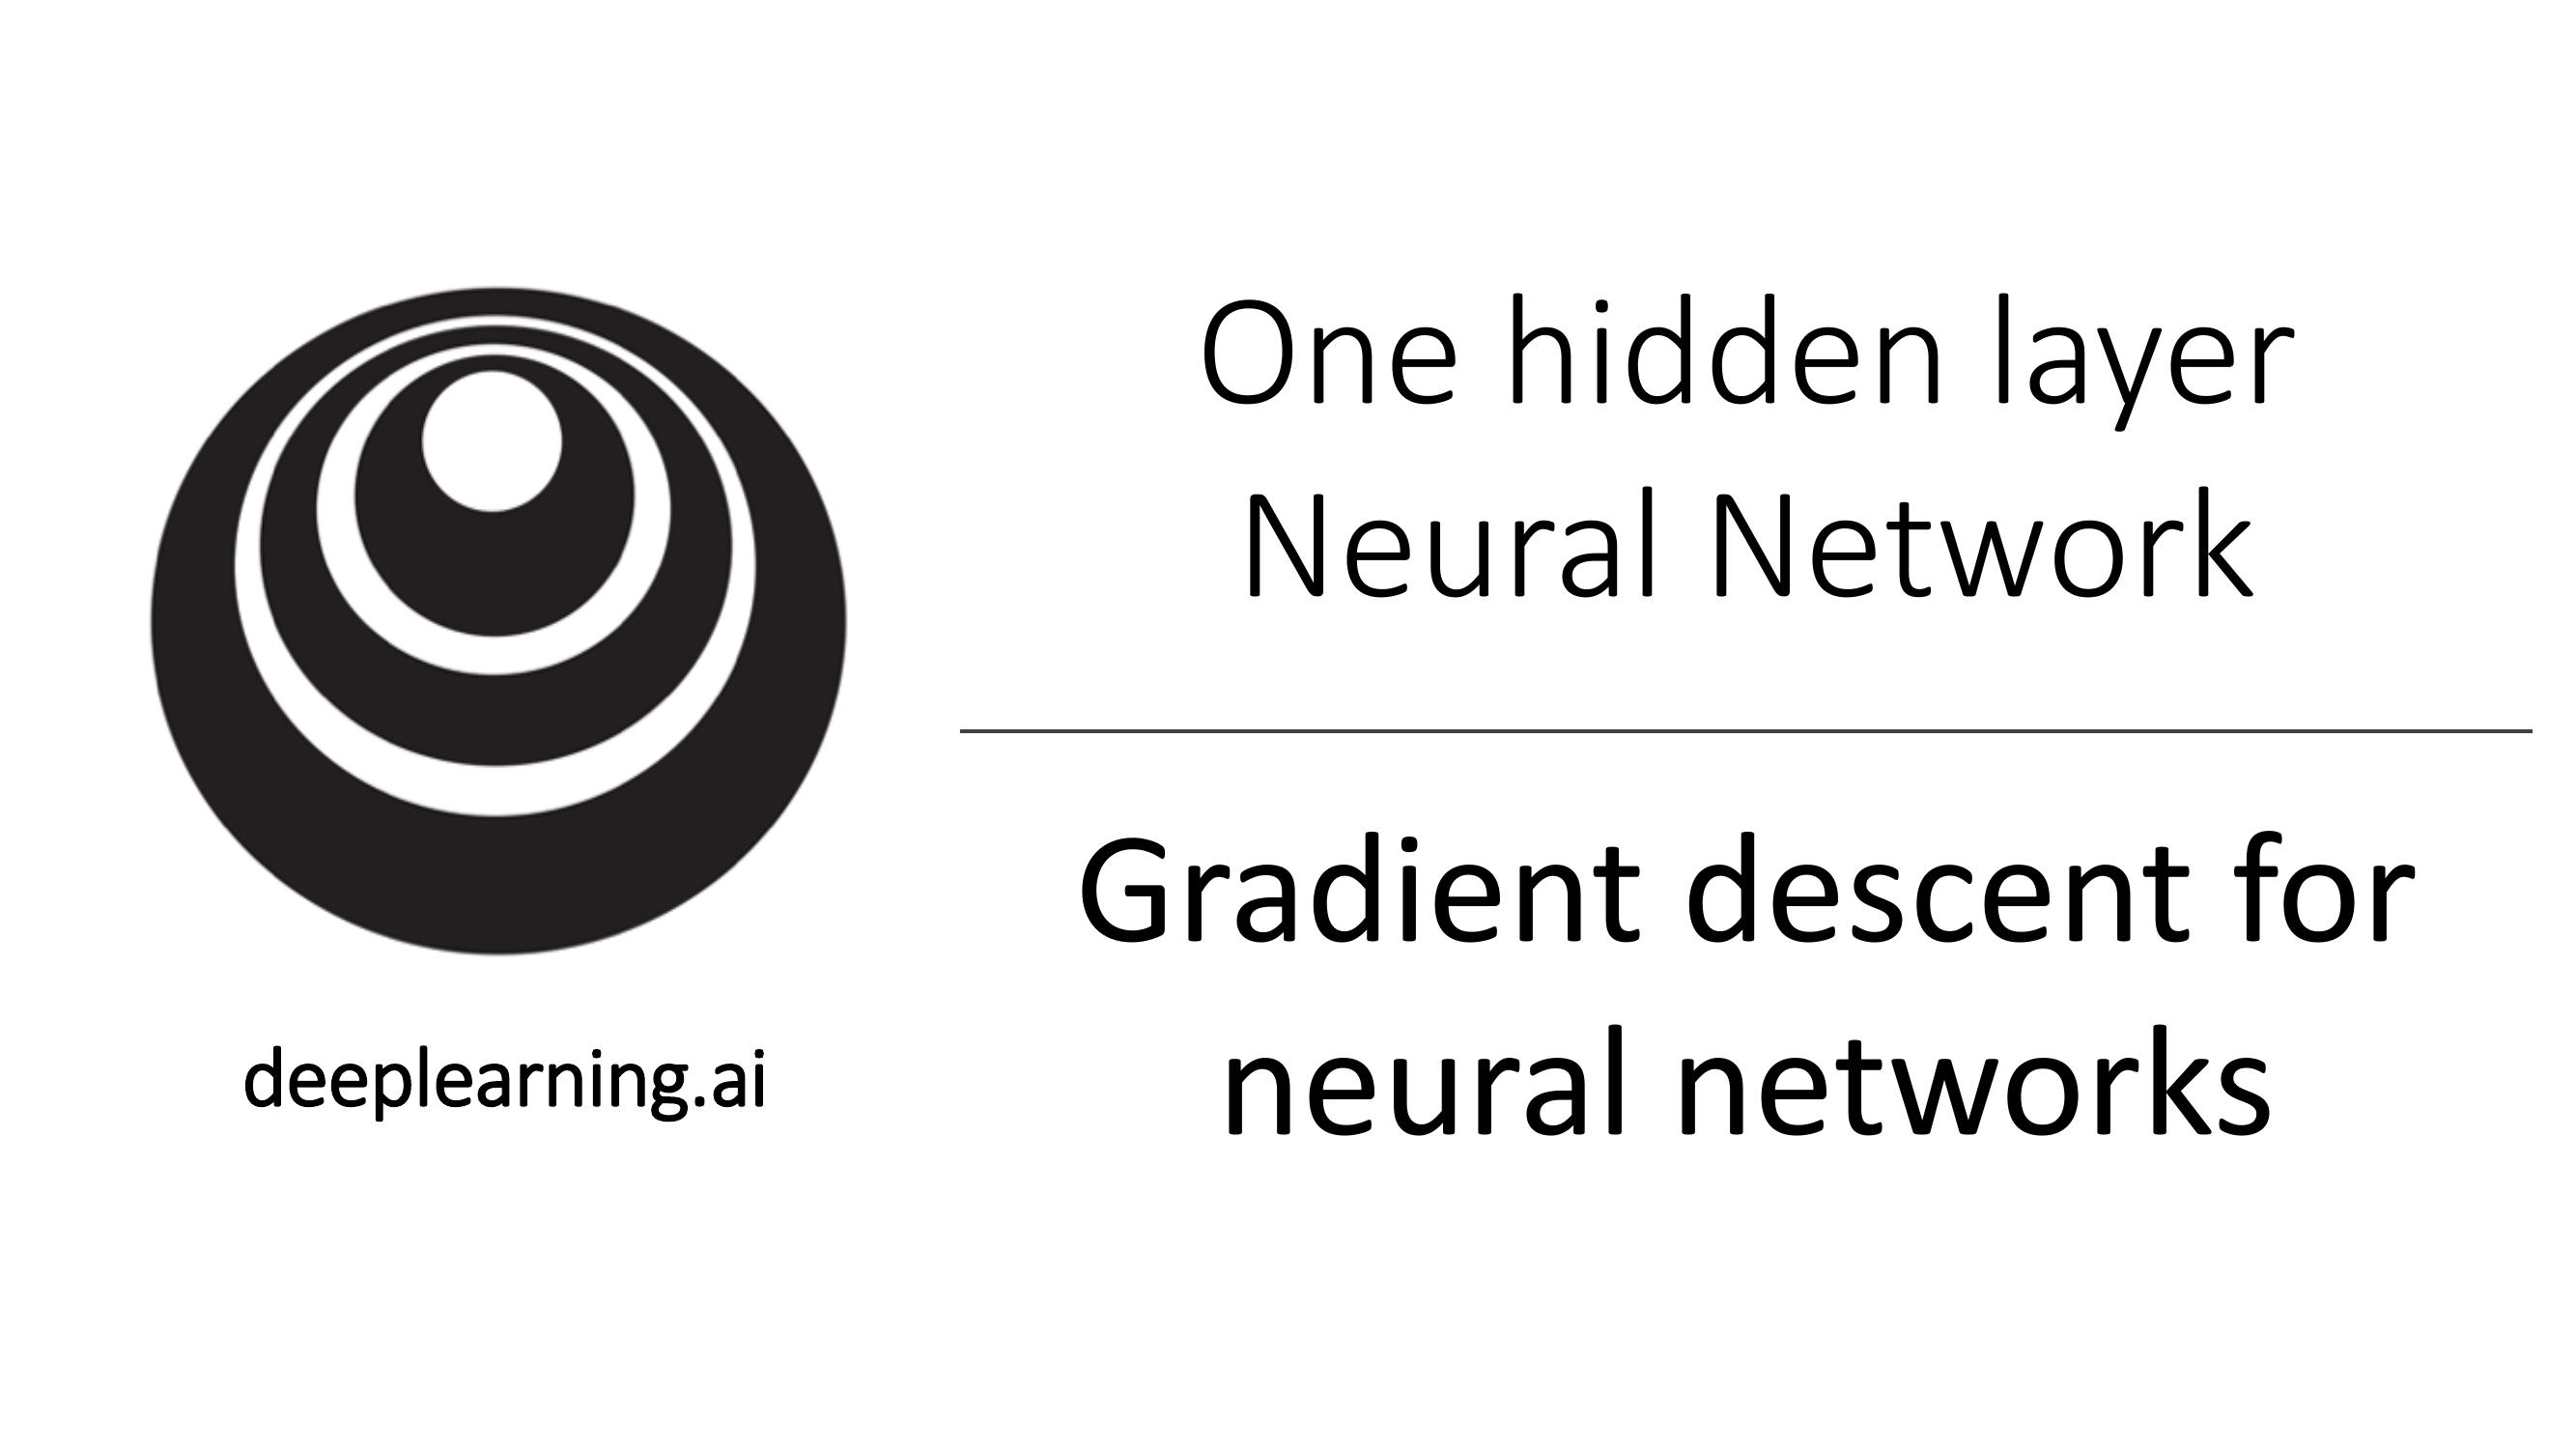 One hidden layer
Neural Network
Gradient descent for
neural networks
deeplearning.ai